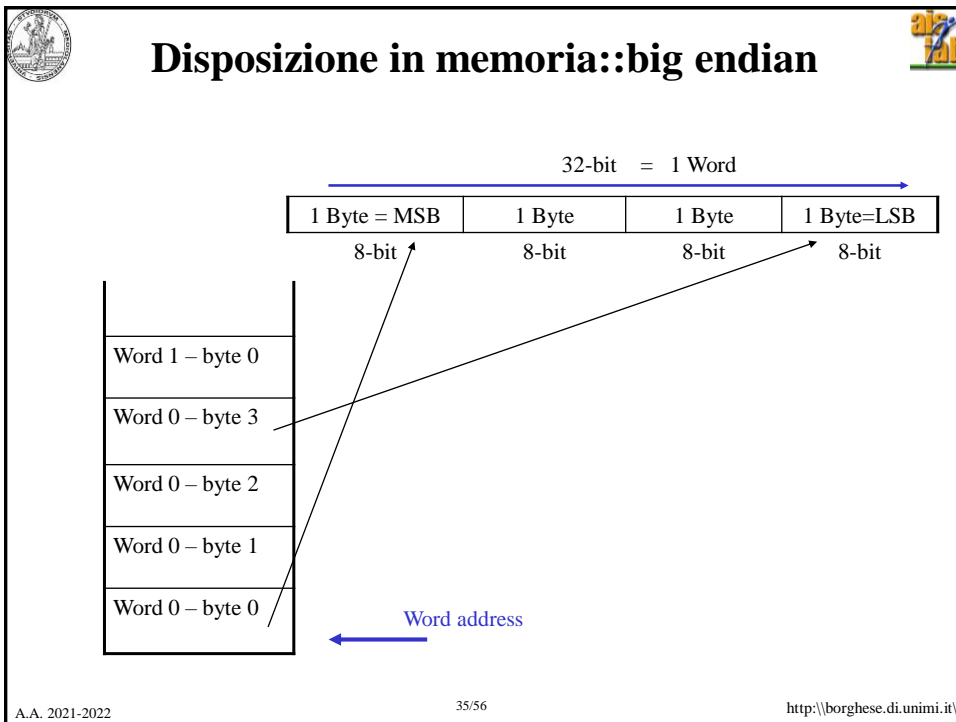 Disposizione in memoria::big endian
32-bit = 1 Word
1 Byte = MSB 1 Byte 1 Byte 1 Byte=LSB
8-bit 8-bit 8-bit 8-bit
Word 1 – byte 0
Word 0 – byte 3
Word 0 – byte 2
Word 0 – byte 1
Word 0 – byte 0
Word address
A.A. 2021-2022
35/56
http:\\borghese.di.unimi.it\